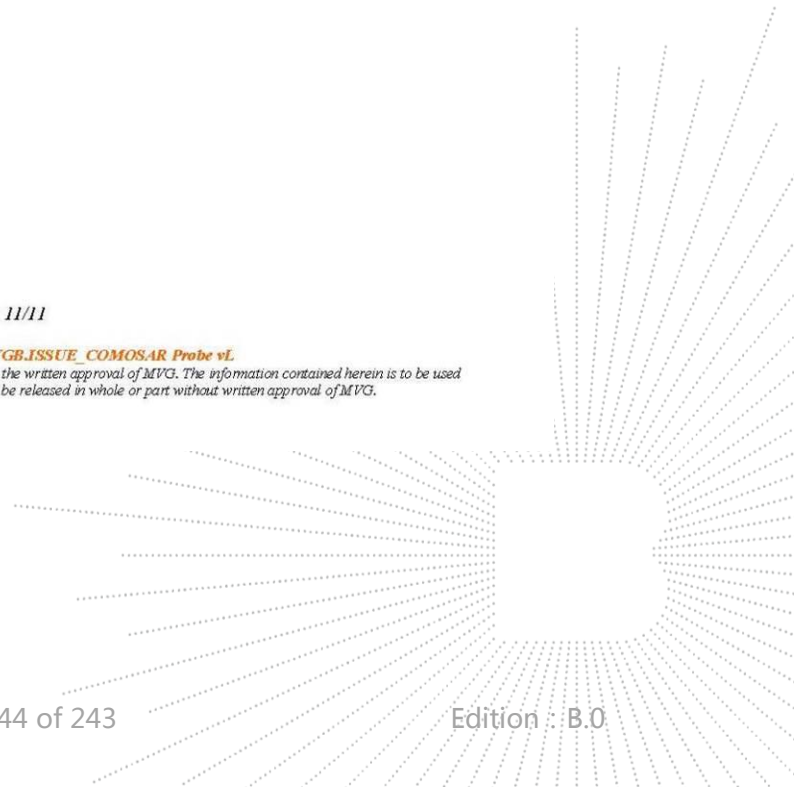 11/11
GB.ISSUE_COMOSAR Probe vL
the written approval of MVG. The information contained herein is to be used
be released in whole or part without written approval of MVG.
44 of 243 Edition : B.0